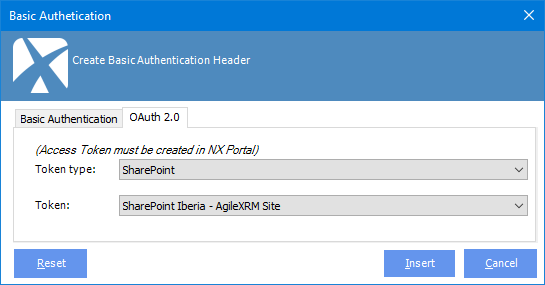 Basic Authetication
Create Basic Authentication Header
Basic Authentication
OAuth 2.0
(Access Token must be created in NX Portal)
Token type:
SharePoint
Token:
SharePoint Iberia - AgileXRM Site
Reset
Insert
Cancel